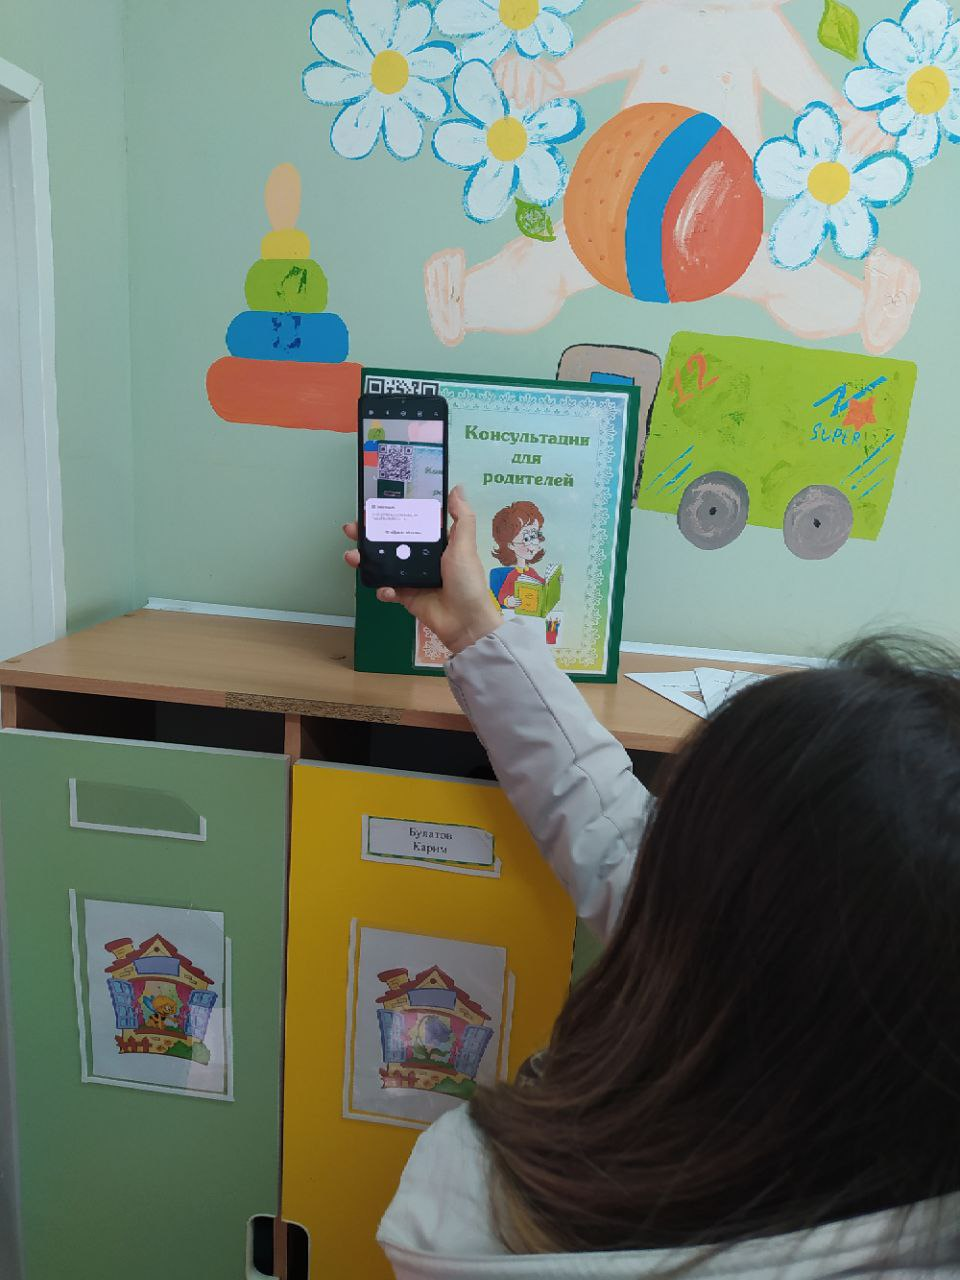 12
SUPER
Консультации
для
родителей
Булатов
Карим